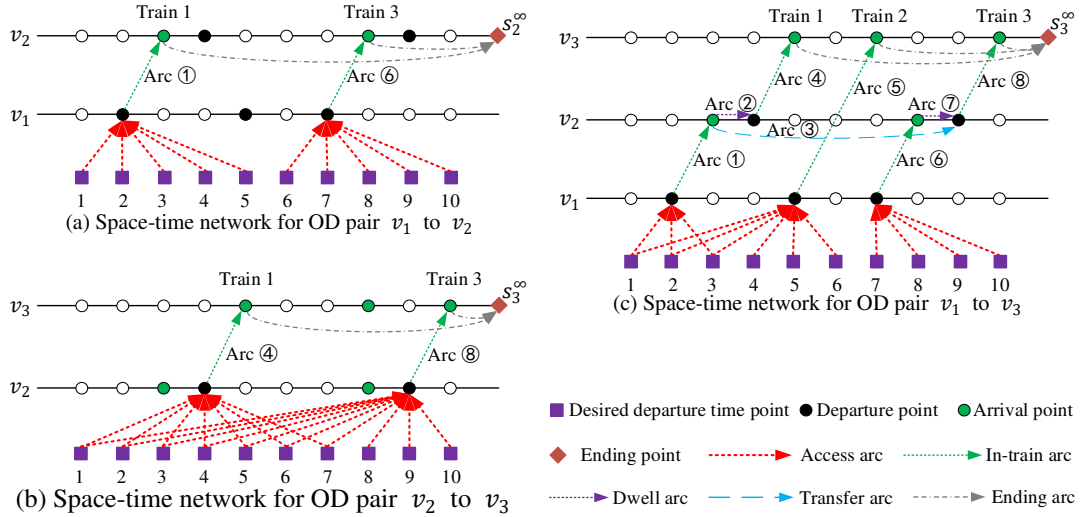 Train 1 Train 3
v₂ s₂^∞
Arc ① Arc ⑥
v₁
1 2 3 4 5 6 7 8 9 10
(a) Space-time network for OD pair v₁ to v₂
Train 1 Train 3
v₃ s₃^∞
Arc ④ Arc ⑧
v₂
1 2 3 4 5 6 7 8 9 10
(b) Space-time network for OD pair v₂ to v₃
Train 1 Train 2 Train 3
v₃ s₃^∞
Arc ④ Arc ⑤ Arc ⑧
Arc ② Arc ⑦
v₂
Arc ③
Arc ① Arc ⑥
v₁
1 2 3 4 5 6 7 8 9 10
(c) Space-time network for OD pair v₁ to v₃
Desired departure time point Departure point Arrival point
Ending point Access arc In-train arc
Dwell arc Transfer arc Ending arc